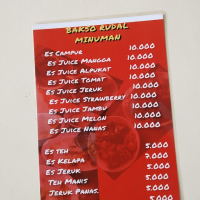 BAKSO RUDAL
MINUMAN
ES CAMPUR 10.000
ES JUICE MANGGA 10.000
ES JUICE ALPUKAT 10.000
ES JUICE TOMAT 10.000
ES JUICE JERUK 10.000
ES JUICE STRAWBERRY 10.000
ES JUICE JAMBU 10.000
ES JUICE MELON 10.000
ES JUICE NANAS 10.000
ES TEH 5.000
ES KELAPA 7.000
ES JERUK 5.000
TEH MANIS 5.000
JERUK PANAS 5.000
5.000